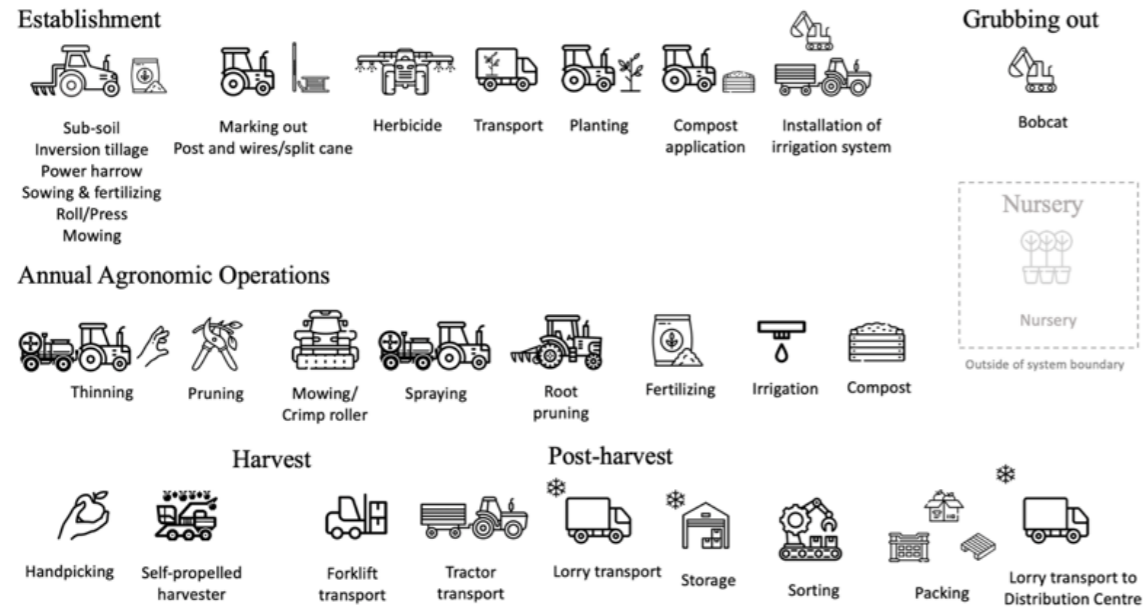 Establishment
Grubbing out
Sub-soil
Inversion tillage
Power harrow
Sowing & fertilizing
Roll/Press
Mowing
Marking out
Post and wires/split cane
Herbicide
Transport
Planting
Compost
application
Installation of
irrigation system
Bobcat
Nursery
Nursery
Outside of system boundary
Annual Agronomic Operations
Thinning
Pruning
Mowing/
Crimp roller
Spraying
Root
pruning
Fertilizing
Irrigation
Compost
Harvest
Post-harvest
Handpicking
Self-propelled
harvester
Forklift
transport
Tractor
transport
Lorry transport
Storage
Sorting
Packing
Lorry transport to
Distribution Centre